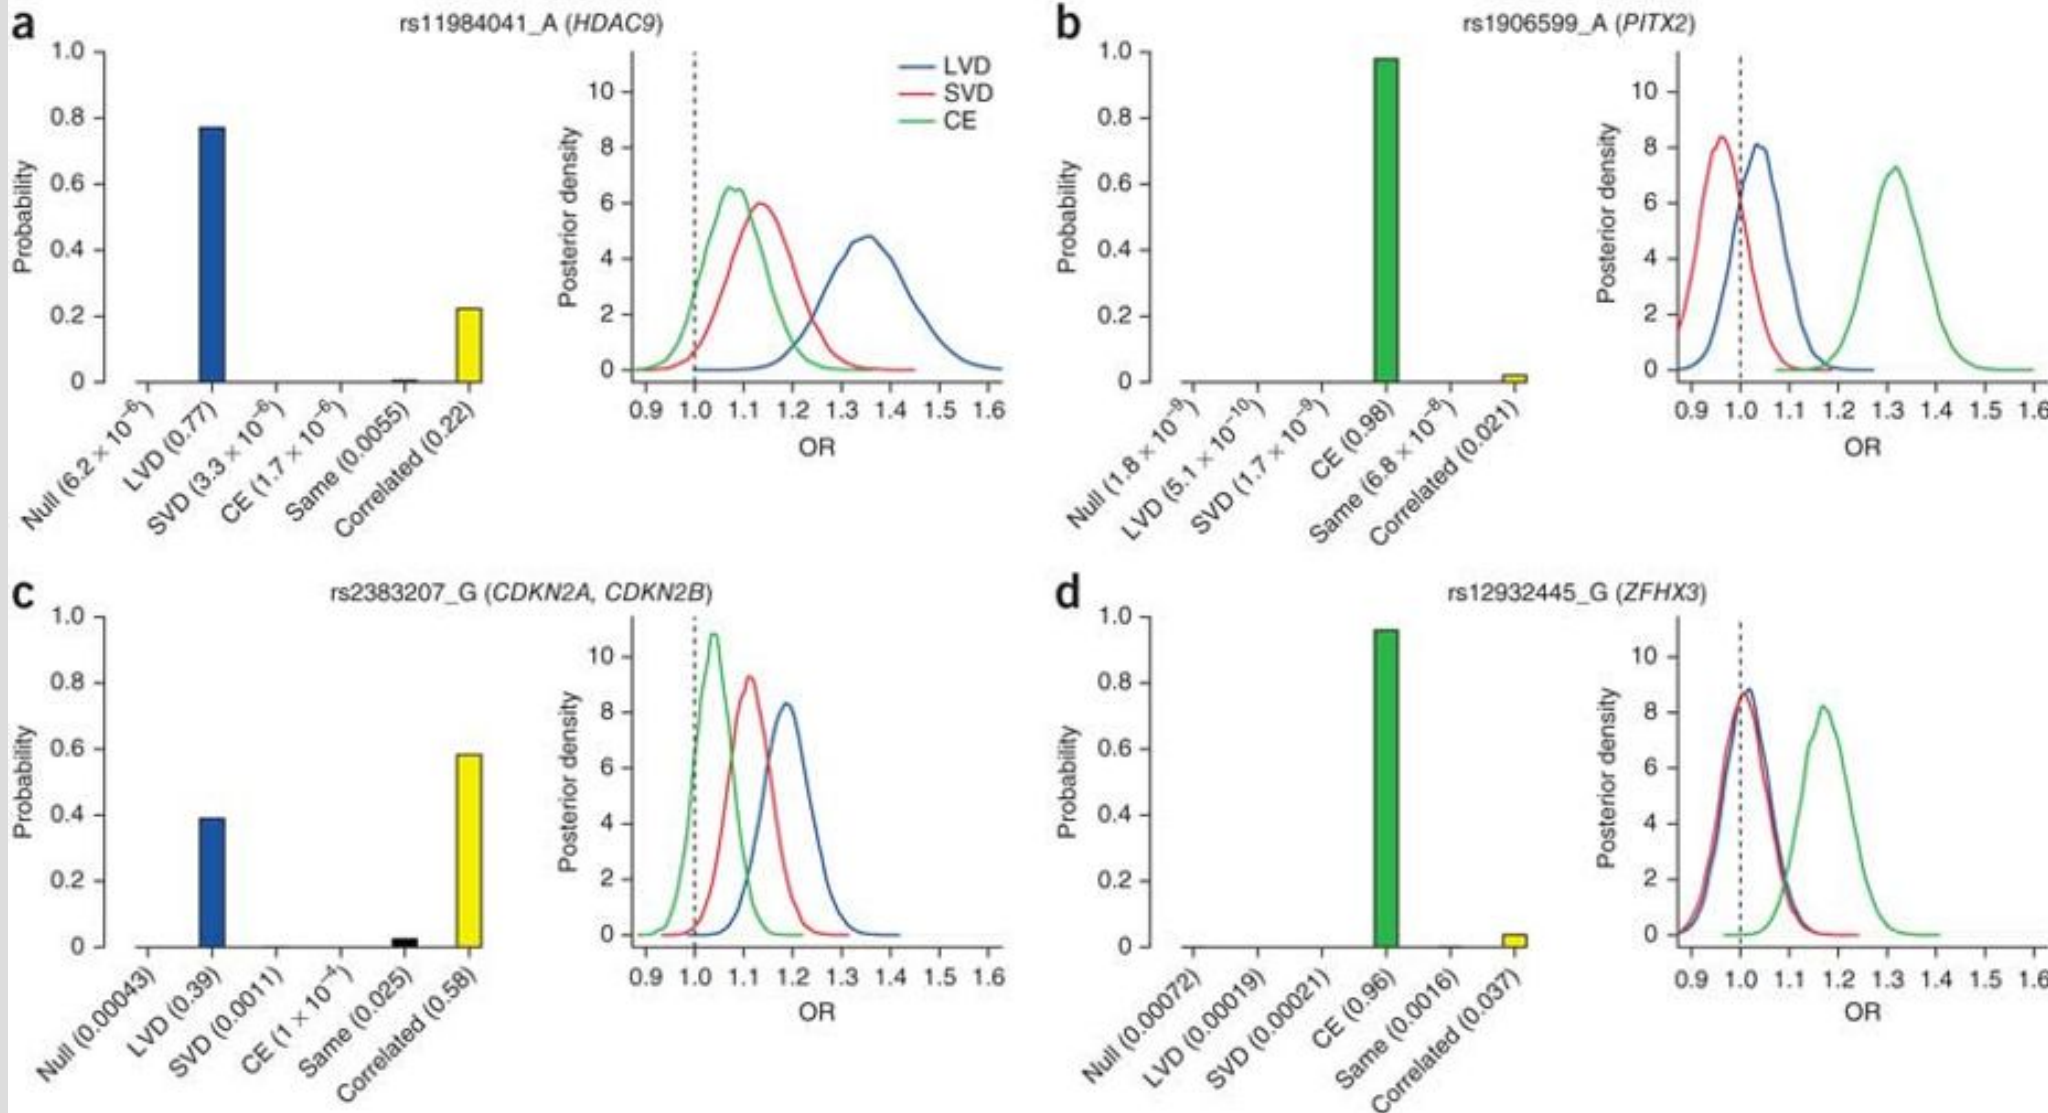 a
rs11984041_A (HDAC9)
1.0
0.8
0.6
0.4
0.2
0
Probability
Null (6.2 × 10⁻⁶)
LVD (0.77)
SVD (3.3 × 10⁻⁶)
CE (1.7 × 10⁻⁶)
Same (0.0055)
Correlated (0.22)
10
8
6
4
2
0
Posterior density
LVD
SVD
CE
0.9 1.0 1.1 1.2 1.3 1.4 1.5 1.6
OR
b
rs1906599_A (PITX2)
1.0
0.8
0.6
0.4
0.2
0
Probability
Null (1.8 × 10⁻⁹)
LVD (5.1 × 10⁻¹⁰)
SVD (1.7 × 10⁻⁹)
CE (0.98)
Same (6.8 × 10⁻⁸)
Correlated (0.021)
10
8
6
4
2
0
Posterior density
0.9 1.0 1.1 1.2 1.3 1.4 1.5 1.6
OR
c
rs2383207_G (CDKN2A, CDKN2B)
1.0
0.8
0.6
0.4
0.2
0
Probability
Null (0.00043)
LVD (0.39)
SVD (0.0011)
CE (1 × 10⁻⁴)
Same (0.025)
Correlated (0.58)
10
8
6
4
2
0
Posterior density
0.9 1.0 1.1 1.2 1.3 1.4 1.5 1.6
OR
d
rs12932445_G (ZFHX3)
1.0
0.8
0.6
0.4
0.2
0
Probability
Null (0.00072)
LVD (0.00019)
SVD (0.00021)
CE (0.96)
Same (0.0016)
Correlated (0.037)
10
8
6
4
2
0
Posterior density
0.9 1.0 1.1 1.2 1.3 1.4 1.5 1.6
OR